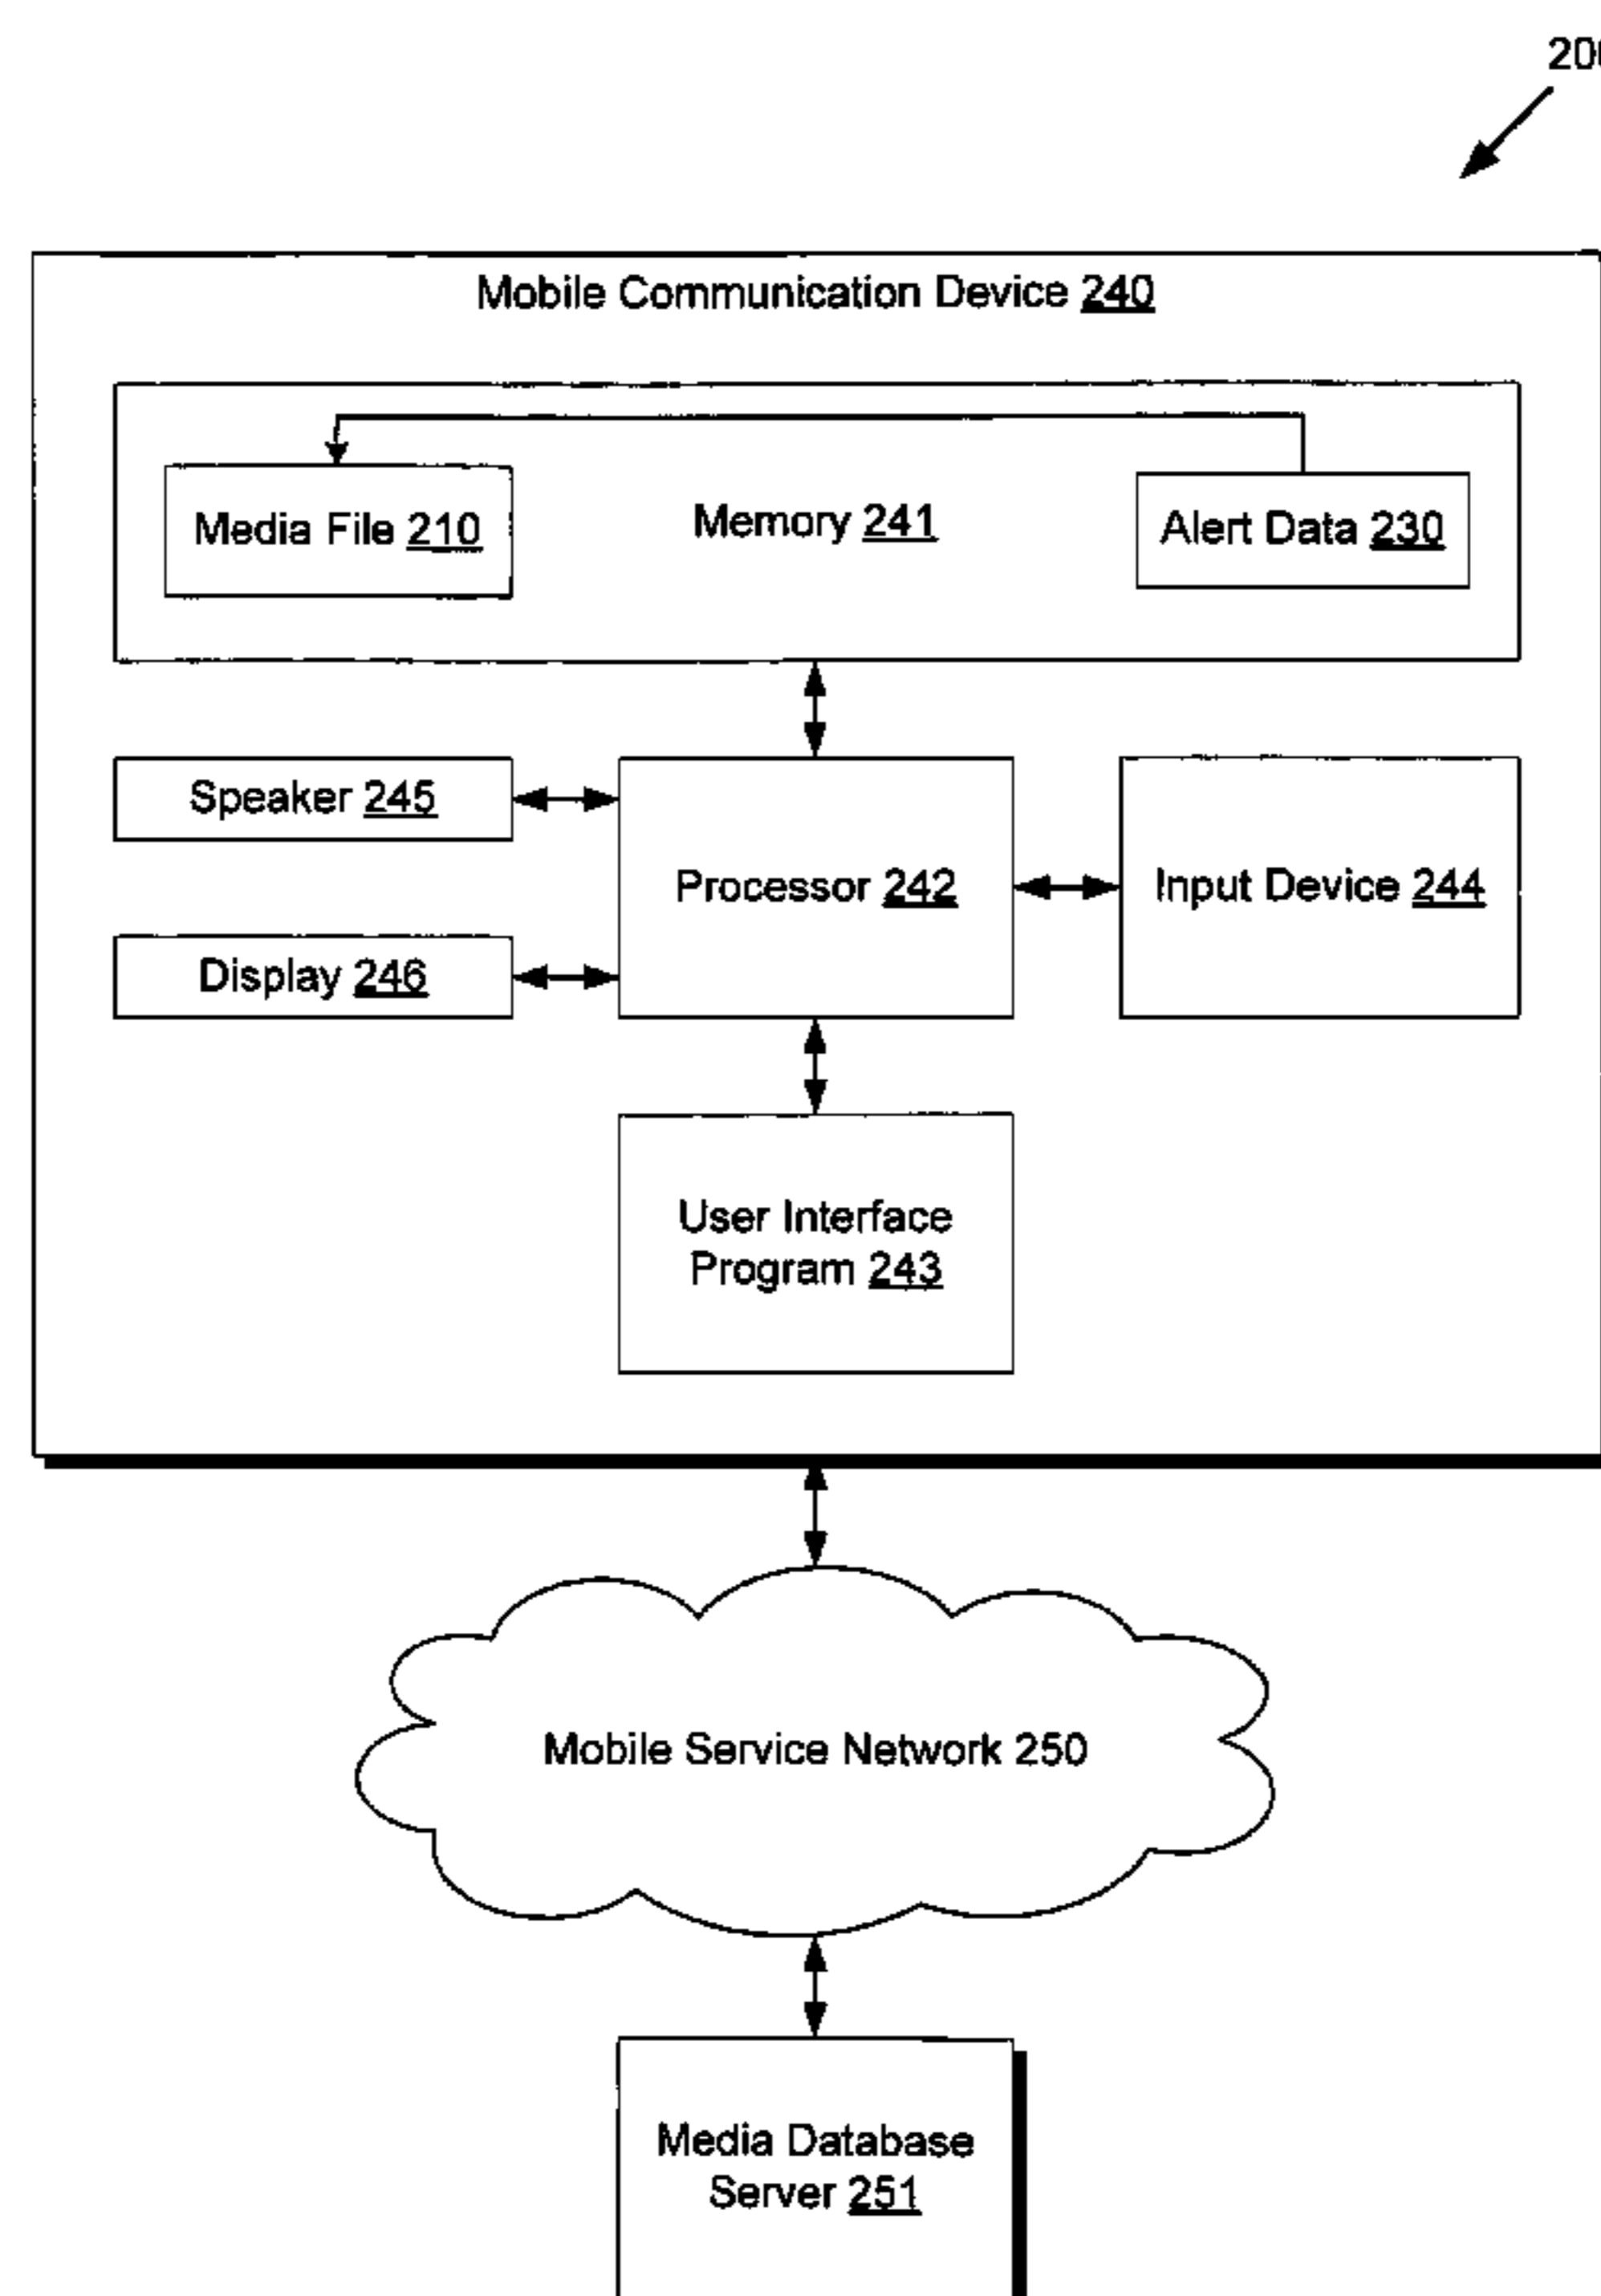 200
Mobile Communication Device 240
Media File 210
Memory 241
Alert Data 230
Speaker 245
Processor 242
Input Device 244
Display 246
User Interface
Program 243
Mobile Service Network 250
Media Database
Server 251